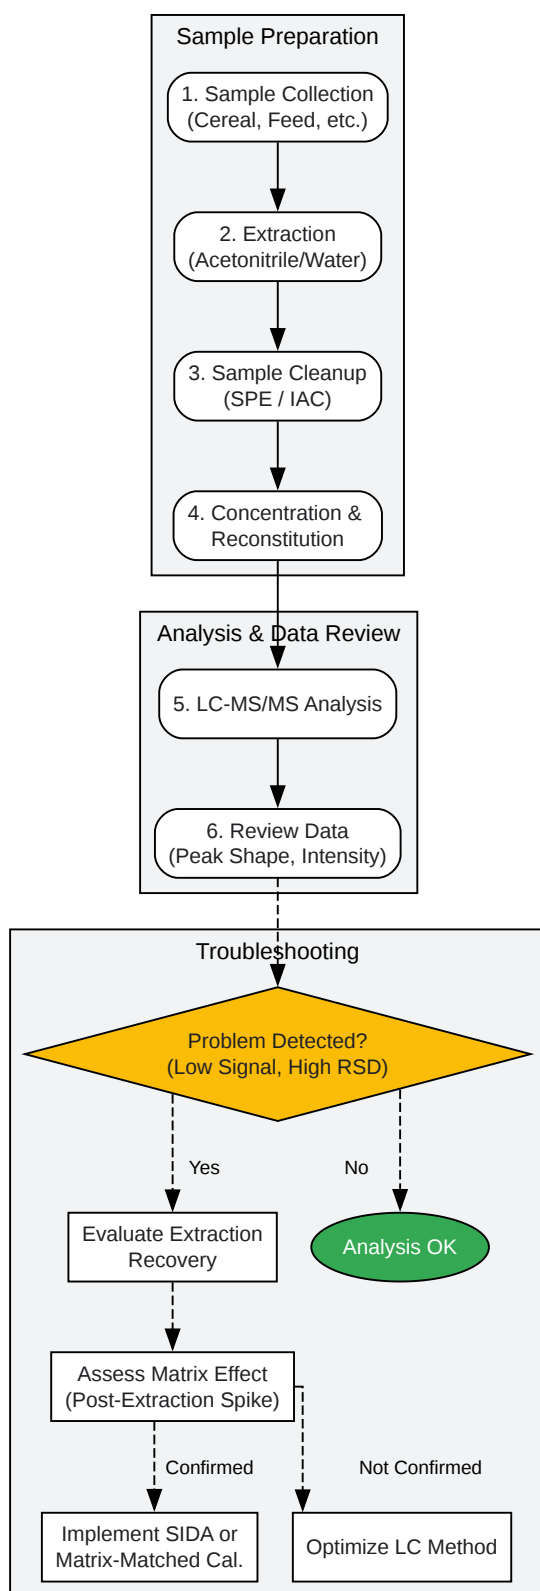 Sample Preparation
1. Sample Collection
(Cereal, Feed, etc.)
2. Extraction
(Acetonitrile/Water)
3. Sample Cleanup
(SPE / IAC)
4. Concentration &
Reconstitution
Analysis & Data Review
5. LC-MS/MS Analysis
6. Review Data
(Peak Shape, Intensity)
Troubleshooting
Problem Detected?
(Low Signal, High RSD)
Yes
No
Evaluate Extraction
Recovery
Analysis OK
Assess Matrix Effect
(Post-Extraction Spike)
Confirmed
Not Confirmed
Implement SIDA or
Matrix-Matched Cal.
Optimize LC Method